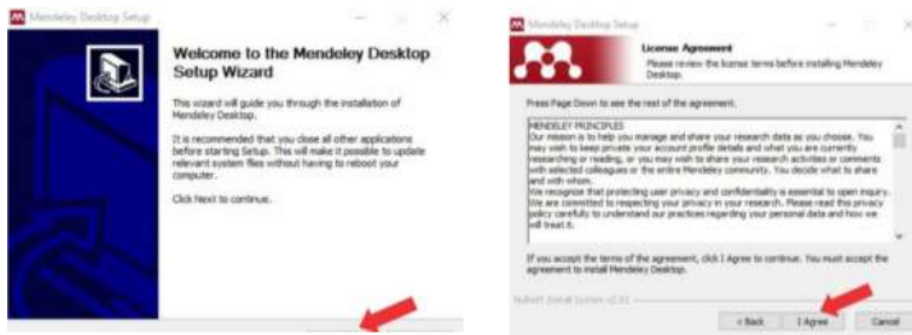 Mendeley Desktop Setup
Welcome to the Mendeley Desktop
Setup Wizard
This wizard will guide you through the installation of
Mendeley Desktop.
It is recommended that you close all other applications
before starting Setup. This will make it possible to update
relevant system files without having to reboot your
computer.
Click Next to continue.
Mendeley Desktop Setup
License Agreement
Please review the license terms before installing Mendeley
Desktop.
Press Page Down to see the rest of the agreement.
MENDELEY PRINCIPLES
Our mission is to help you manage and share your research data as you choose. You
may wish to keep private your account profile details and what you are currently
researching or reading, or you may wish to share your research activities or comments
with selected colleagues or the entire Mendeley community. You decide what to share
and with whom.
We recognize that protecting user privacy and confidentiality is essential to open inquiry.
We are committed to respecting your privacy in your research. Please read this privacy
policy carefully to understand our practices regarding your personal data and how we
will treat it.
If you accept the terms of the agreement, click I Agree to continue. You must accept the
agreement to install Mendeley Desktop.
Nullsoft Install System
< Back
I Agree
Cancel